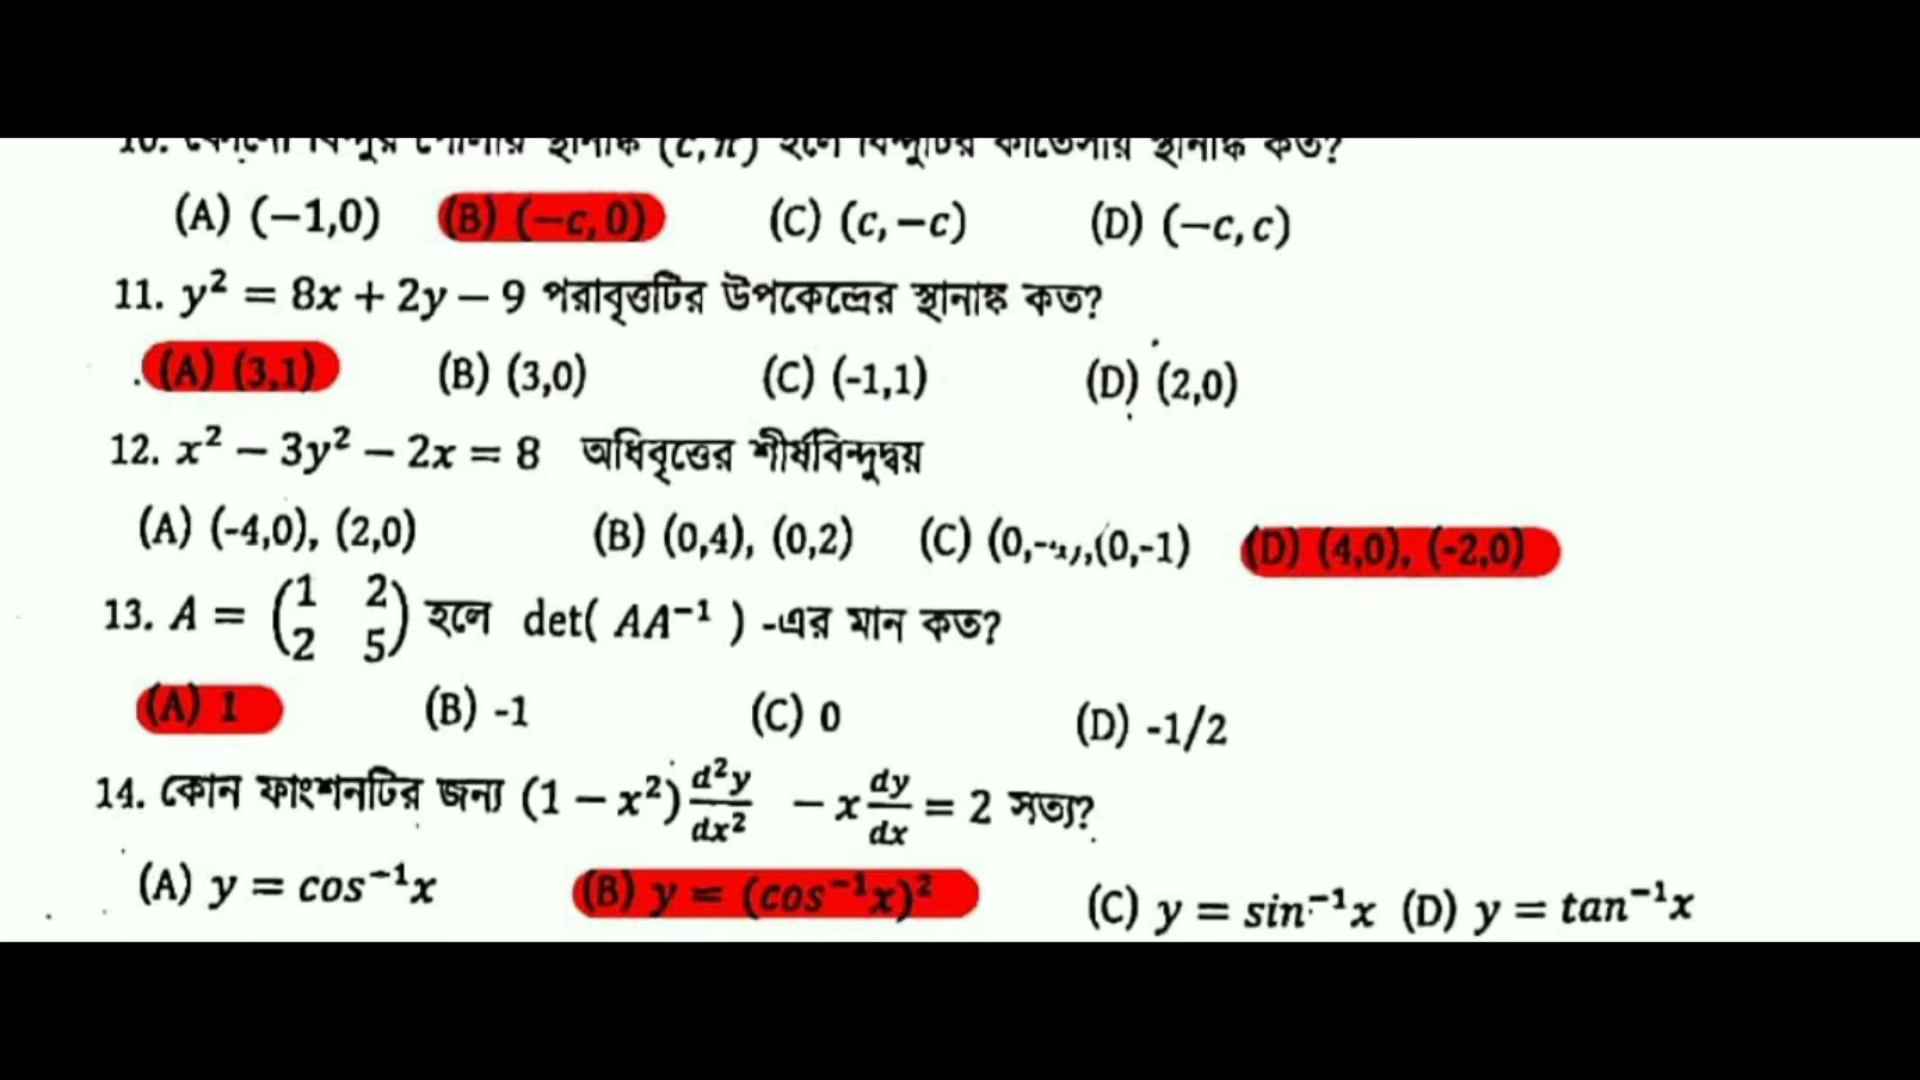 10. কোনো বিন্দুর পোলার স্থানাঙ্ক (c, π) হলে বিন্দুটির কার্তেসীয় স্থানাঙ্ক কত?
(A) (−1,0) (B) (−c, 0) (C) (c, −c) (D) (−c, c)
11. y² = 8x + 2y − 9 পরাবৃত্তটির উপকেন্দ্রের স্থানাঙ্ক কত?
(A) (3,1) (B) (3,0) (C) (-1,1) (D) (2,0)
12. x² − 3y² − 2x = 8 অধিবৃত্তের শীর্ষবিন্দুদ্বয়
(A) (-4,0), (2,0) (B) (0,4), (0,2) (C) (0,- ),(0,-1) (D) (4,0), (-2,0)
13. A = (1 2; 2 5) হলে det( AA⁻¹ ) -এর মান কত?
(A) 1 (B) -1 (C) 0 (D) -1/2
14. কোন ফাংশনটির জন্য (1 − x²) d²y/dx² − x dy/dx = 2 সত্য?
(A) y = cos⁻¹x (B) y = (cos⁻¹x)² (C) y = sin⁻¹x (D) y = tan⁻¹x